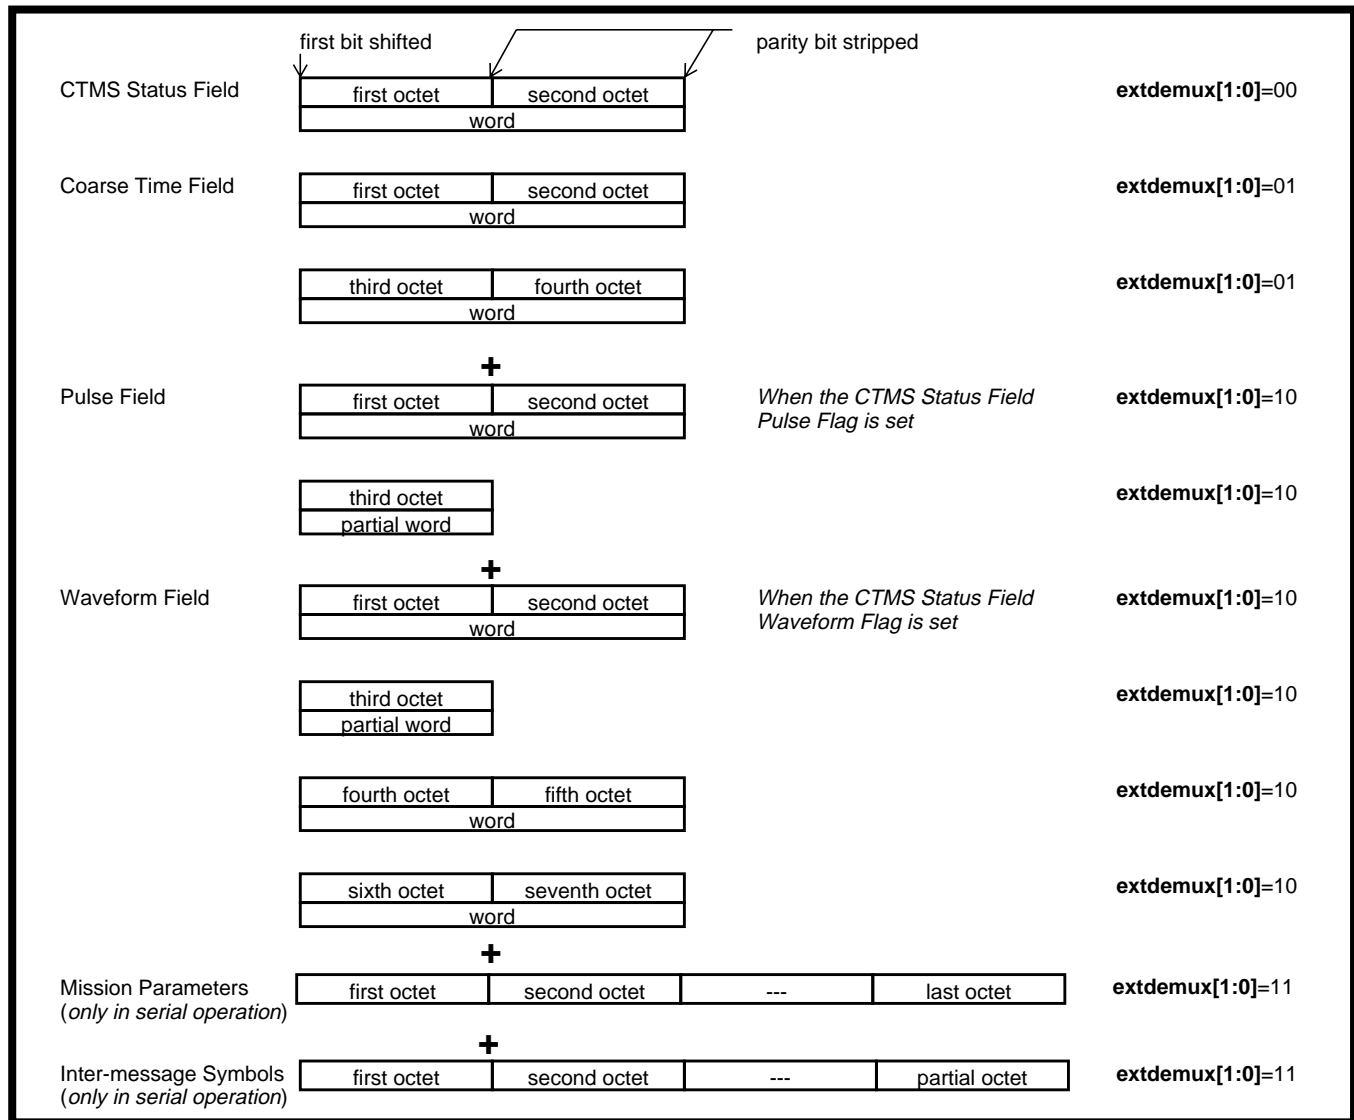 first bit shifted
parity bit stripped
CTMS Status Field
first octet
second octet
extdemux[1:0]=00
word
Coarse Time Field
first octet
second octet
extdemux[1:0]=01
word
third octet
fourth octet
extdemux[1:0]=01
word
+
Pulse Field
first octet
second octet
When the CTMS Status Field
Pulse Flag is set
extdemux[1:0]=10
word
third octet
extdemux[1:0]=10
partial word
+
Waveform Field
first octet
second octet
When the CTMS Status Field
Waveform Flag is set
extdemux[1:0]=10
word
third octet
extdemux[1:0]=10
partial word
fourth octet
fifth octet
extdemux[1:0]=10
word
sixth octet
seventh octet
extdemux[1:0]=10
word
+
Mission Parameters
(only in serial operation)
first octet
second octet
---
last octet
extdemux[1:0]=11
+
Inter-message Symbols
(only in serial operation)
first octet
second octet
---
partial octet
extdemux[1:0]=11